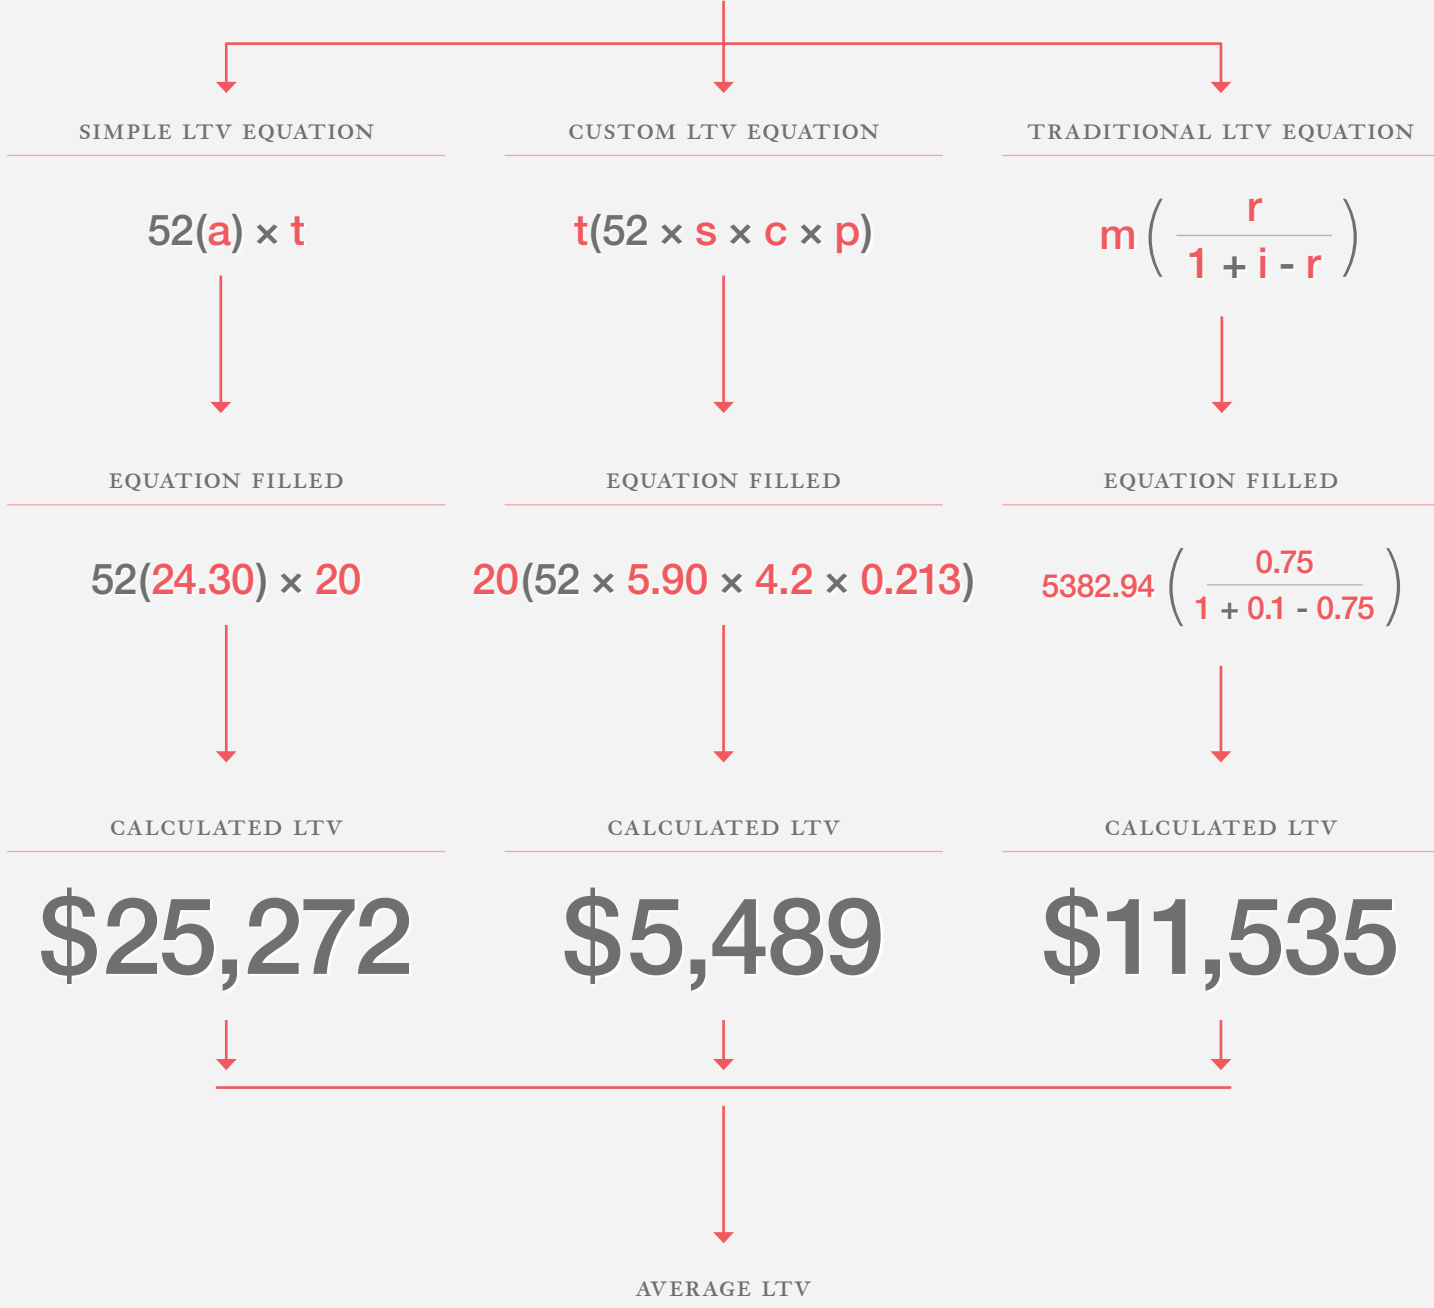 SIMPLE LTV EQUATION
52(a) × t
EQUATION FILLED
52(24.30) × 20
CALCULATED LTV
$25,272
CUSTOM LTV EQUATION
t(52 × s × c × p)
EQUATION FILLED
20(52 × 5.90 × 4.2 × 0.213)
CALCULATED LTV
$5,489
TRADITIONAL LTV EQUATION
m ( r
1 + i - r )
EQUATION FILLED
5382.94 ( 0.75
1 + 0.1 - 0.75 )
CALCULATED LTV
$11,535
AVERAGE LTV